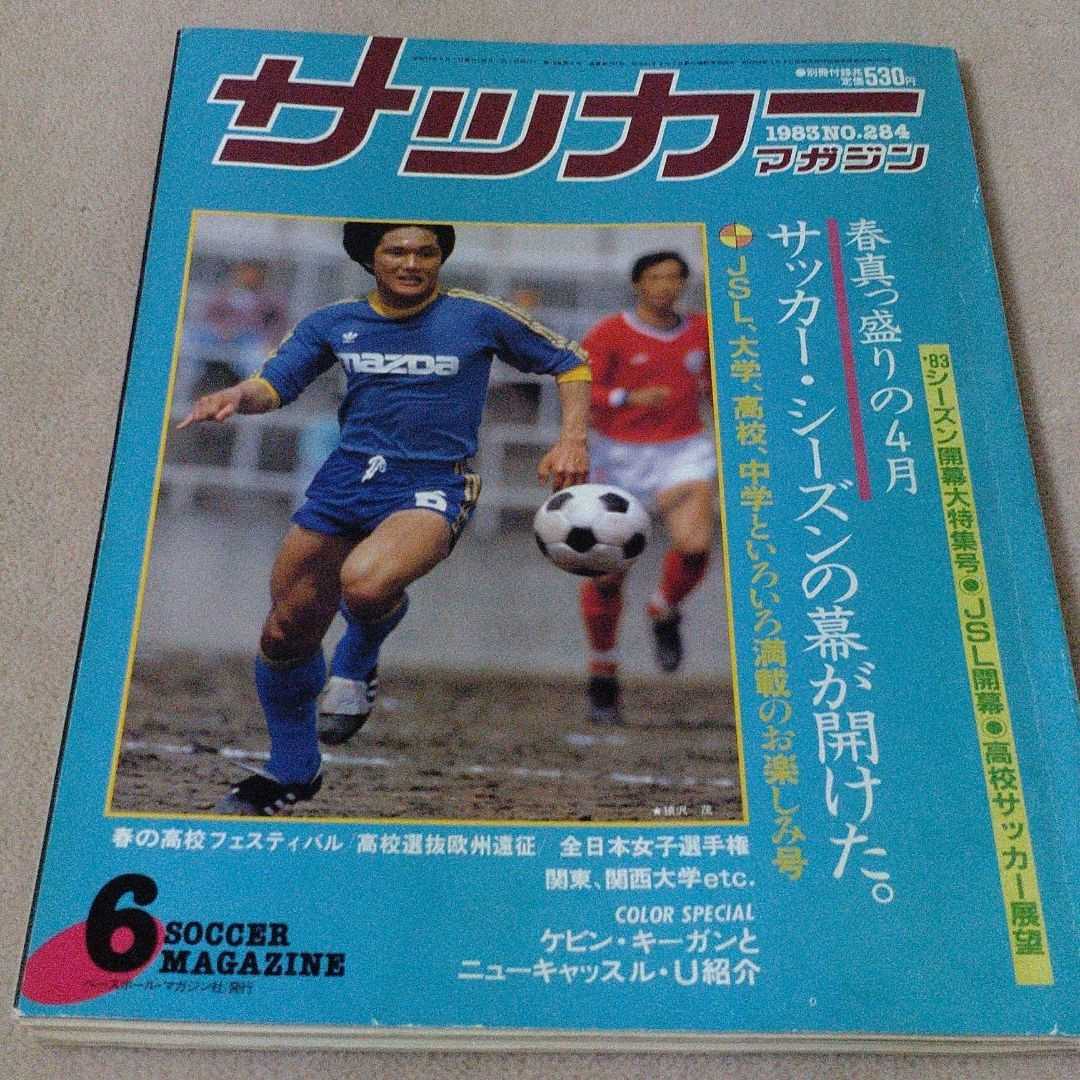 ●別冊付録共
定価530円
サッカー
1983 NO.284
マガジン
春真っ盛りの4月
サッカー・シーズンの幕が開けた。
JSL、大学、高校、中学といろいろ満載のお楽しみ号
'83シーズン開幕大特集号●JSL開幕●高校サッカー展望
mazda
6
春の高校フェスティバル/高校選抜欧州遠征/全日本女子選手権
関東、関西大学etc.
COLOR SPECIAL
ケビン・キーガンと
ニューキャッスル・U紹介
6
SOCCER
MAGAZINE
ベースボール・マガジン社 発行